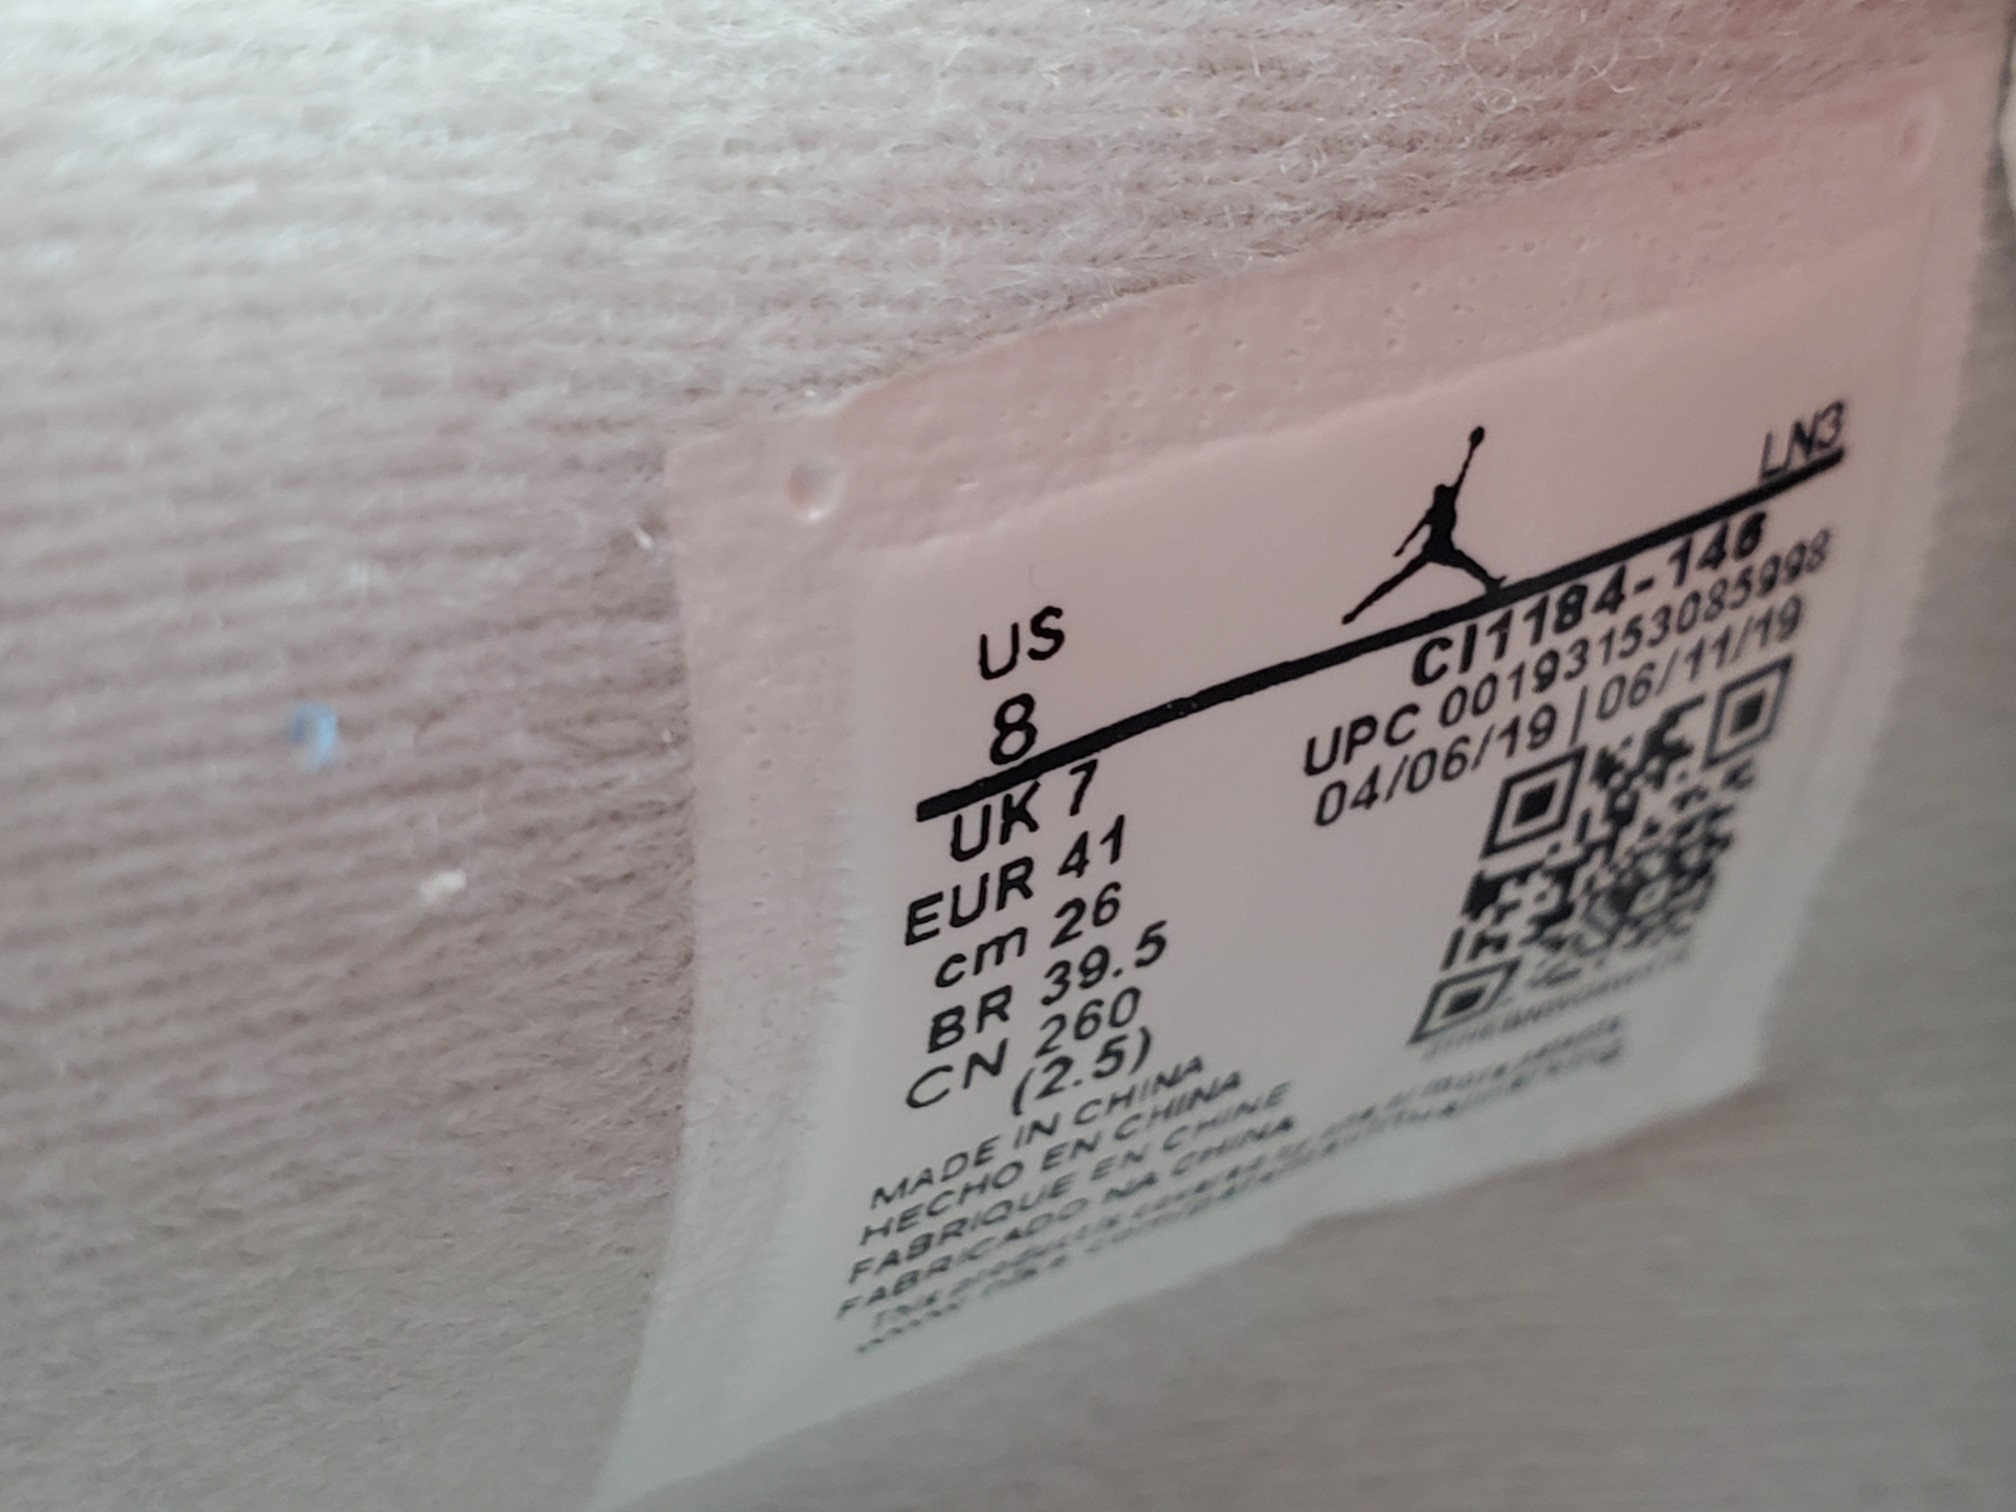 LN3
US
8
UK 7
EUR 41
cm 26
BR 39.5
CN 260
(2.5)
CI1184-146
UPC 00193153085998
04/06/19 | 06/11/19
MADE IN CHINA
HECHO EN CHINA
FABRIQUE EN CHINE
FABRICADO NA CHINA